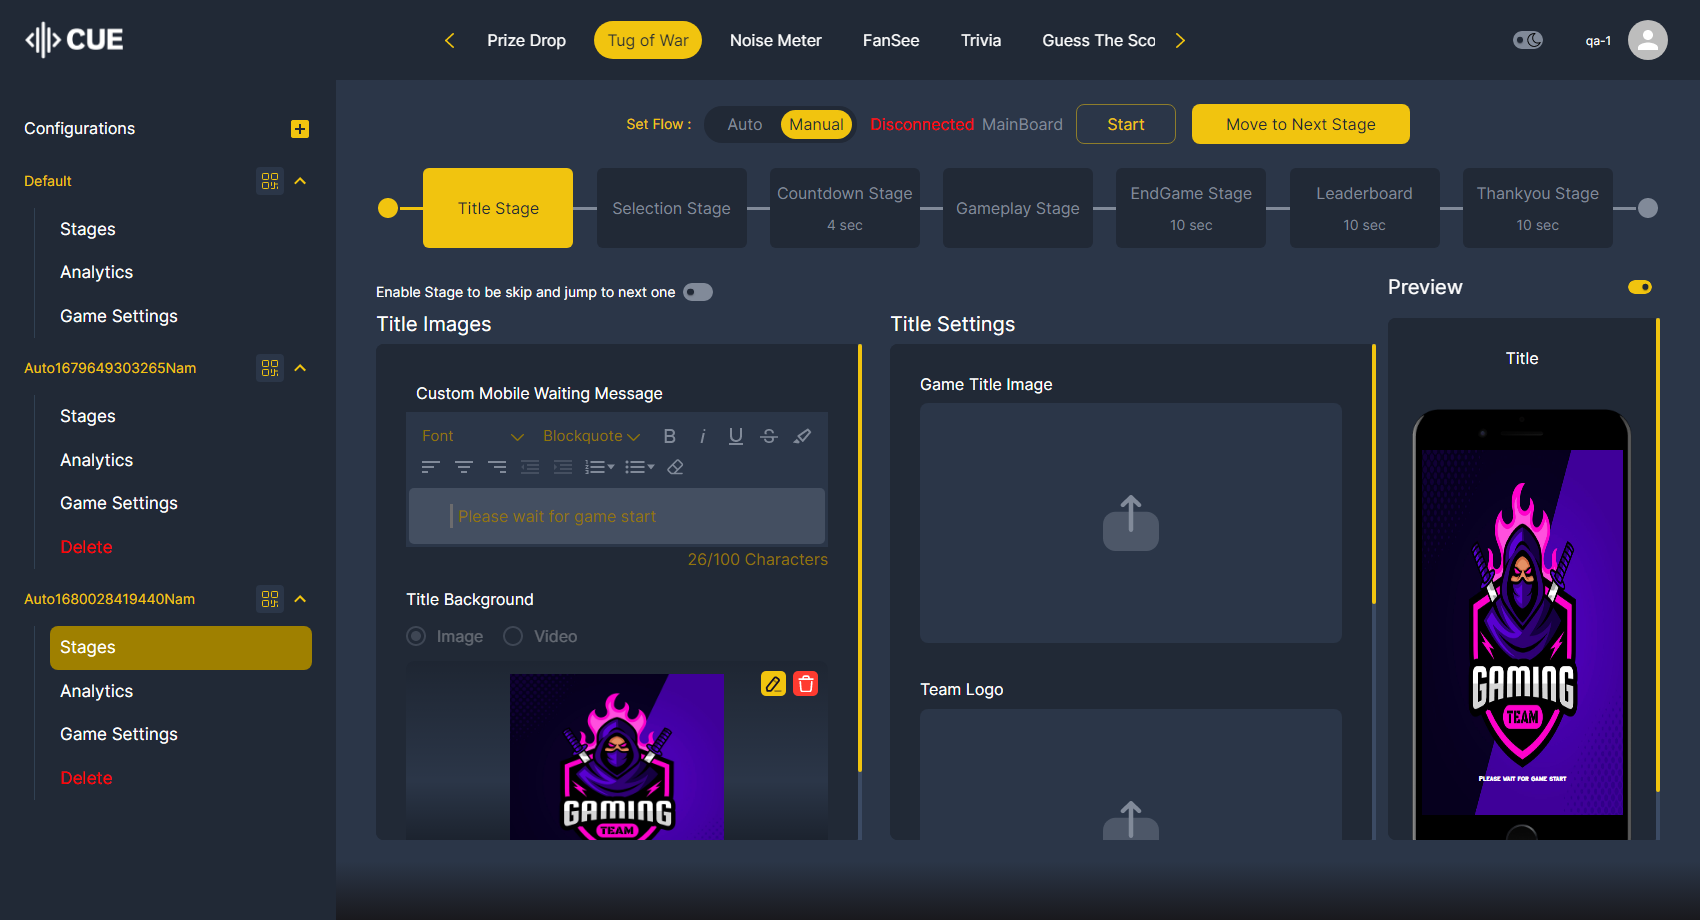 CUE
Prize Drop
Tug of War
Noise Meter
FanSee
Trivia
Guess The Sco
qa-1
Configurations
Default
Stages
Analytics
Game Settings
Auto1679649303265Nam
Stages
Analytics
Game Settings
Delete
Auto1680028419440Nam
Stages
Analytics
Game Settings
Delete
Set Flow :
Auto
Manual
Disconnected MainBoard
Start
Move to Next Stage
Title Stage
Selection Stage
Countdown Stage
4 sec
Gameplay Stage
EndGame Stage
10 sec
Leaderboard
10 sec
Thankyou Stage
10 sec
Enable Stage to be skip and jump to next one
Title Images
Custom Mobile Waiting Message
Font
Blockquote
B
i
U
S
Please wait for game start
26/100 Characters
Title Background
Image
Video
GAMING
TEAM
Title Settings
Game Title Image
Team Logo
Preview
Title
GAMING
TEAM
PLEASE WAIT FOR GAME START